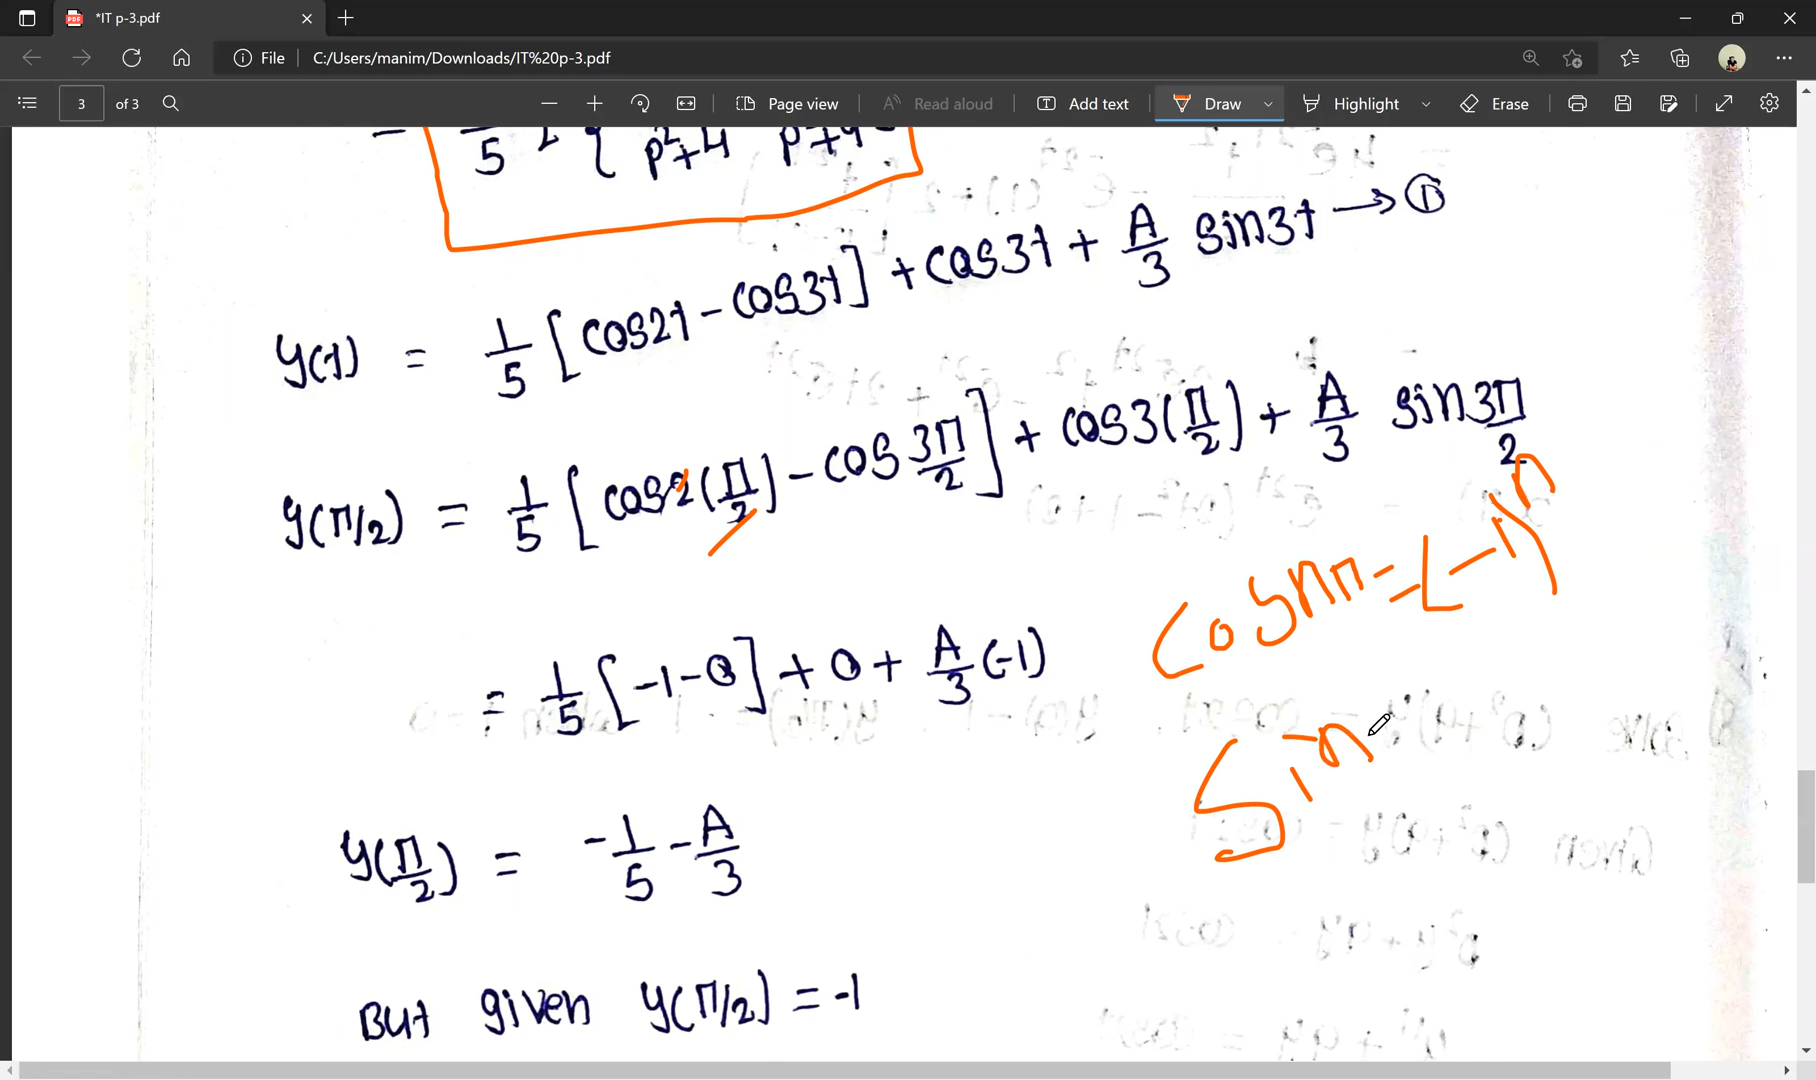 *IT p-3.pdf
File C:/Users/manim/Downloads/IT%20p-3.pdf
3 of 3 Page view Read aloud Add text Draw Highlight Erase
5 { p²+4 p²+9
y(t) = 1/5 [cos2t - cos3t] + cos3t + A/3 sin3t → ①
y(π/2) = 1/5 [cos2(π/2) - cos 3π/2] + cos3(π/2) + A/3 sin3π/2
cosnπ = (-1)ⁿ
= 1/5 [-1-0] + 0 + A/3 (-1)
Sin
y(π/2) = -1/5 - A/3
But given y(π/2) = -1